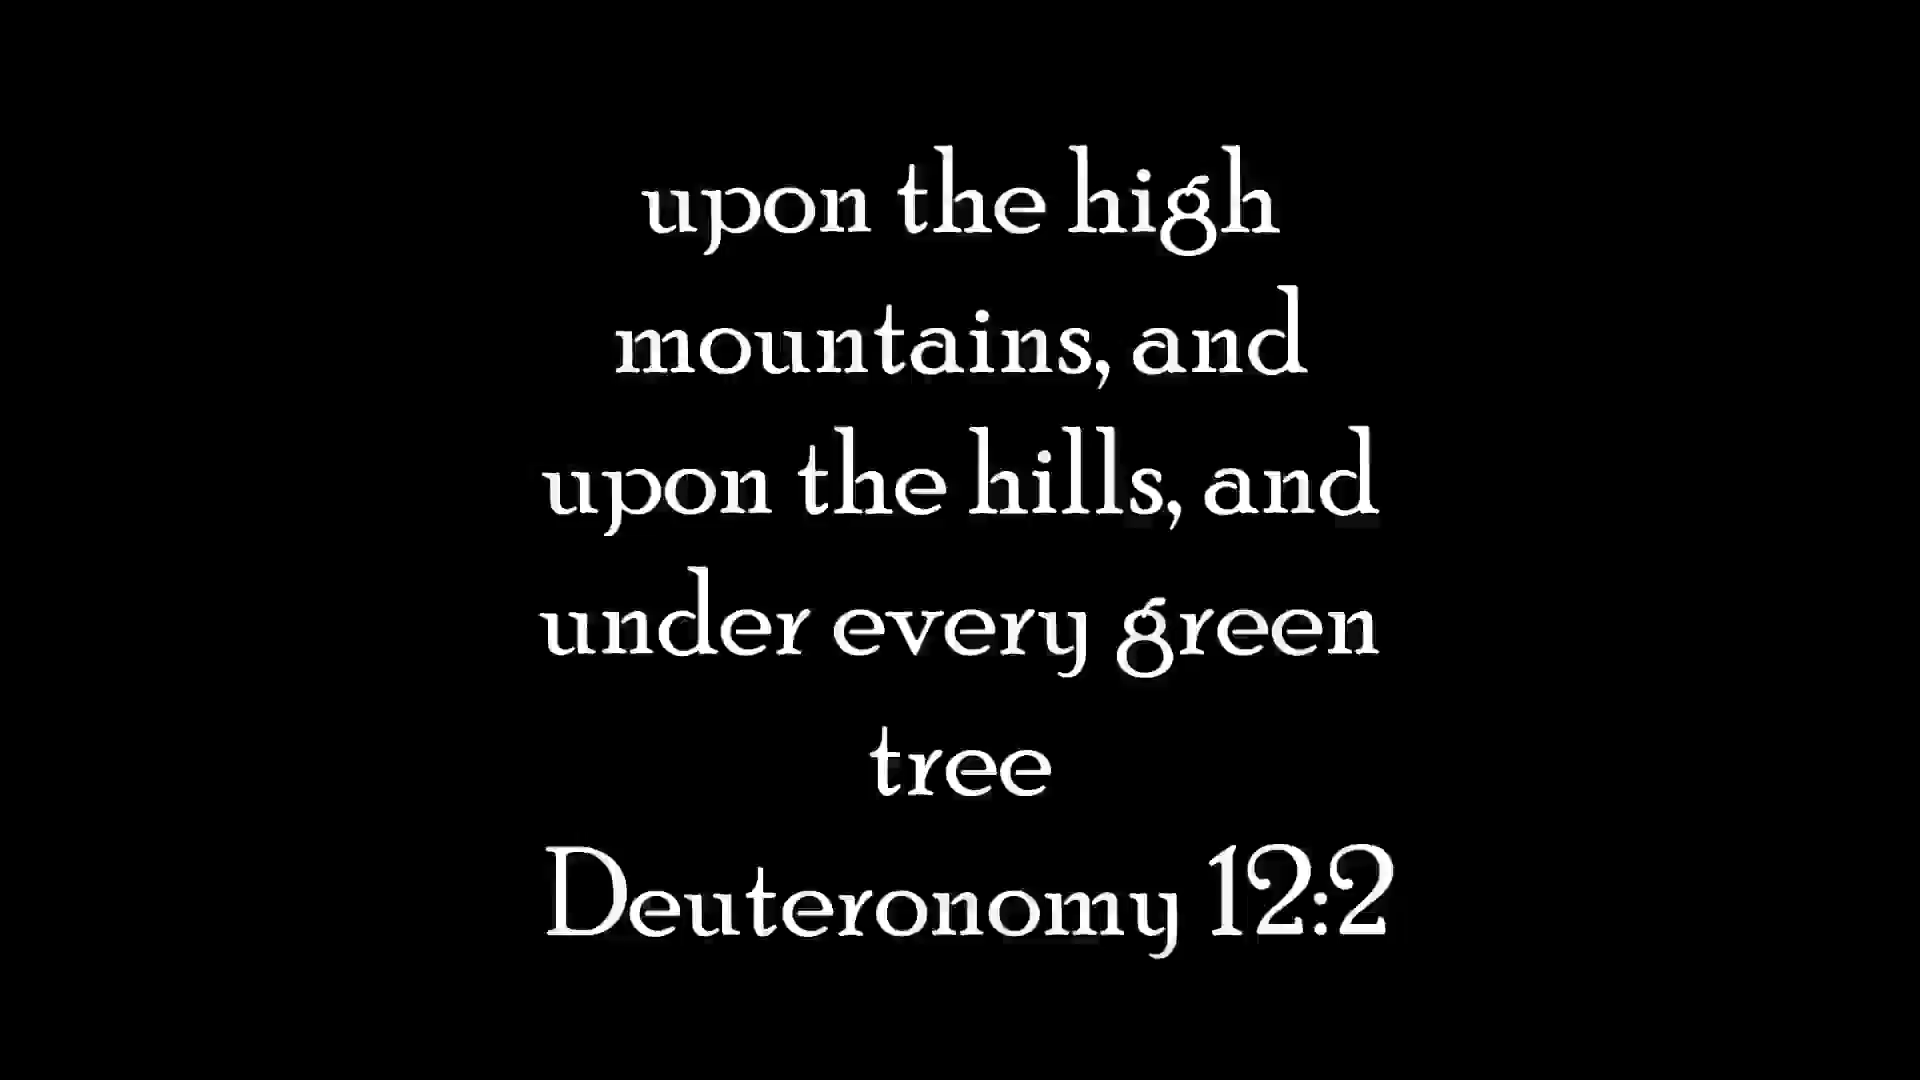 upon the high
mountains, and
upon the hills, and
under every green
tree
Deuteronomy 12:2